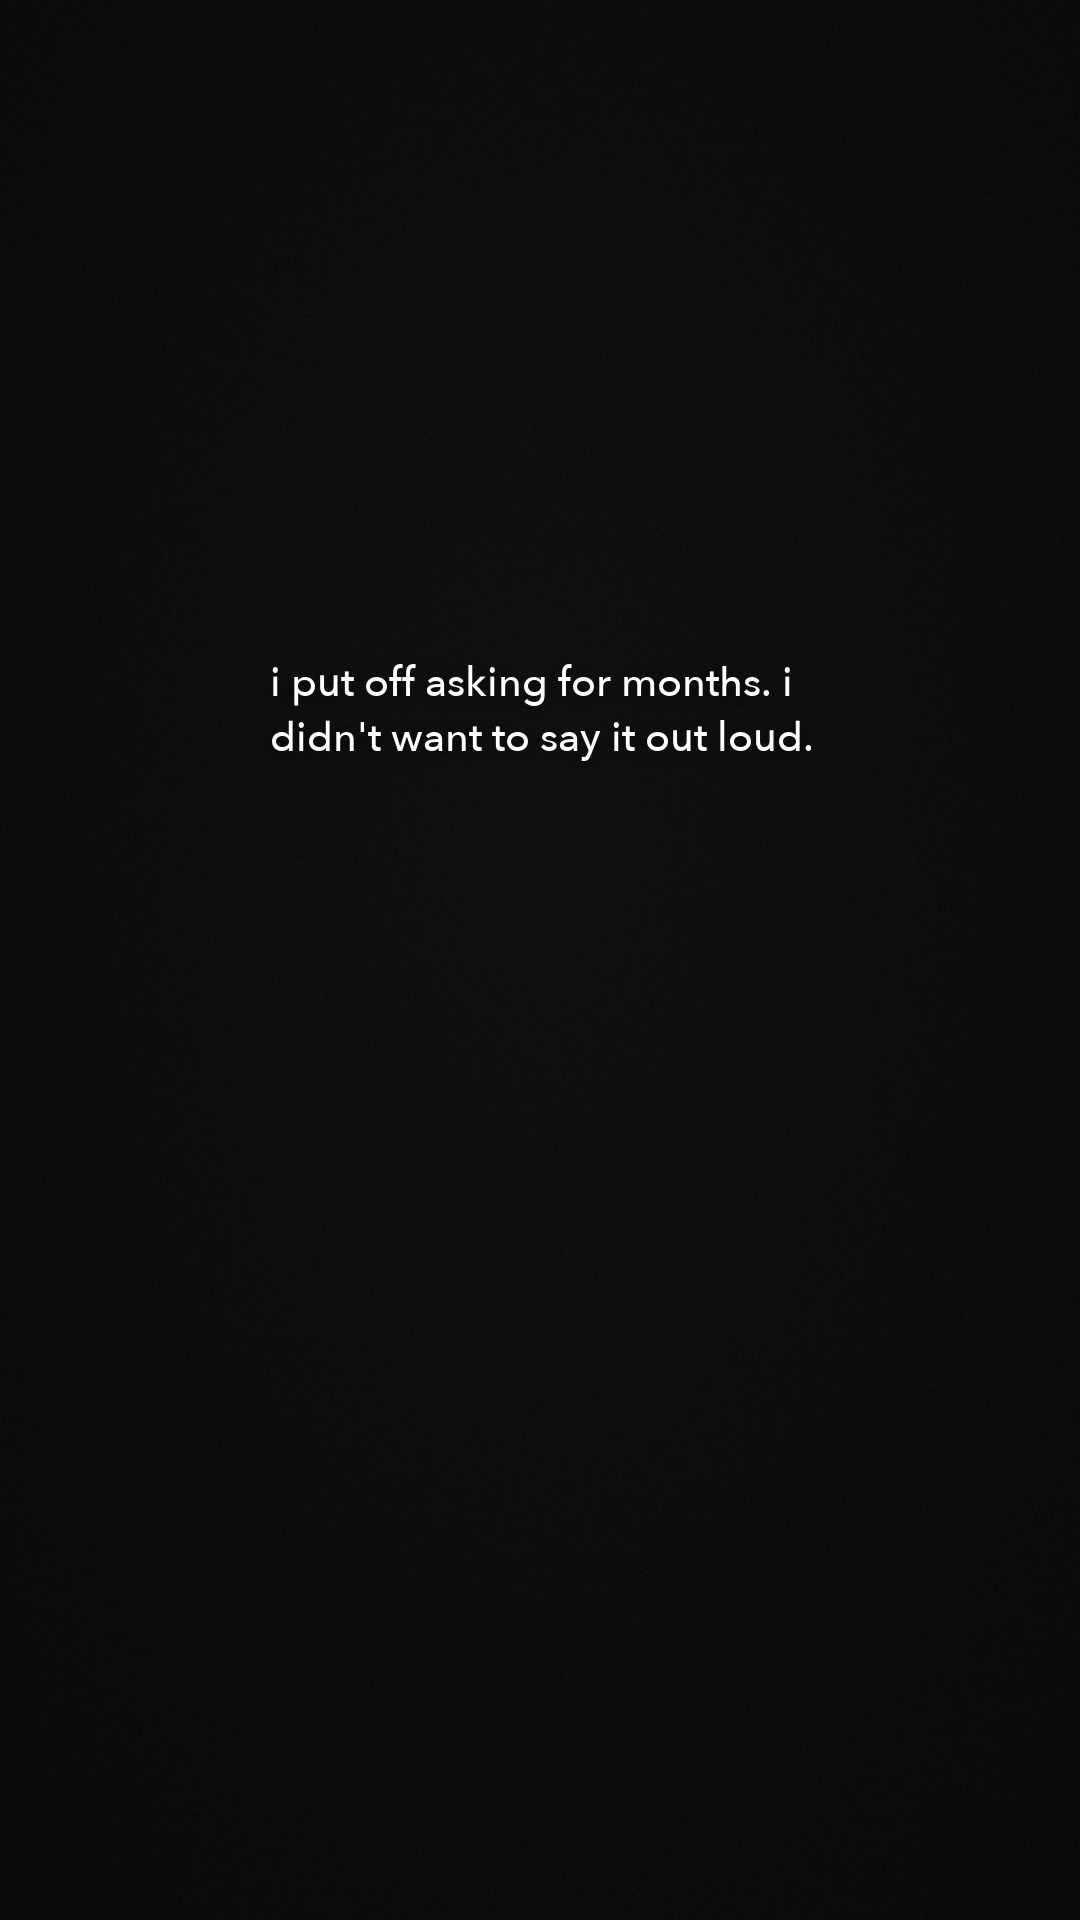 i put off asking for months. i
didn't want to say it out loud.